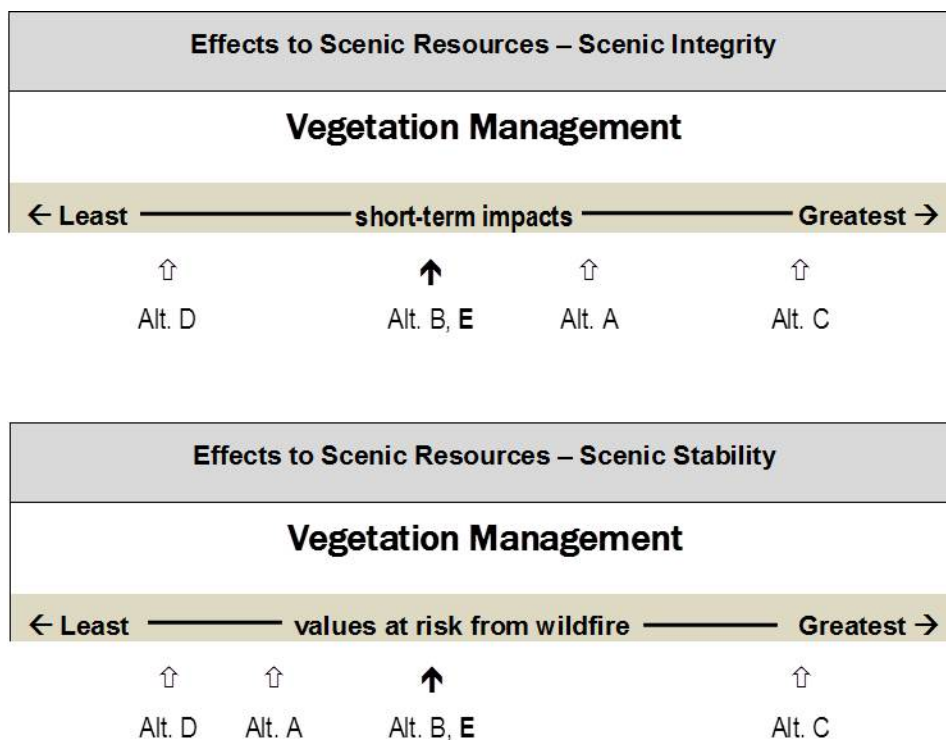 Effects to Scenic Resources – Scenic Integrity
Vegetation Management
← Least short-term impacts Greatest →
⇧ ↑ ⇧ ⇧
Alt. D Alt. B, E Alt. A Alt. C
Effects to Scenic Resources – Scenic Stability
Vegetation Management
← Least values at risk from wildfire Greatest →
⇧ ⇧ ↑ ⇧
Alt. D Alt. A Alt. B, E Alt. C